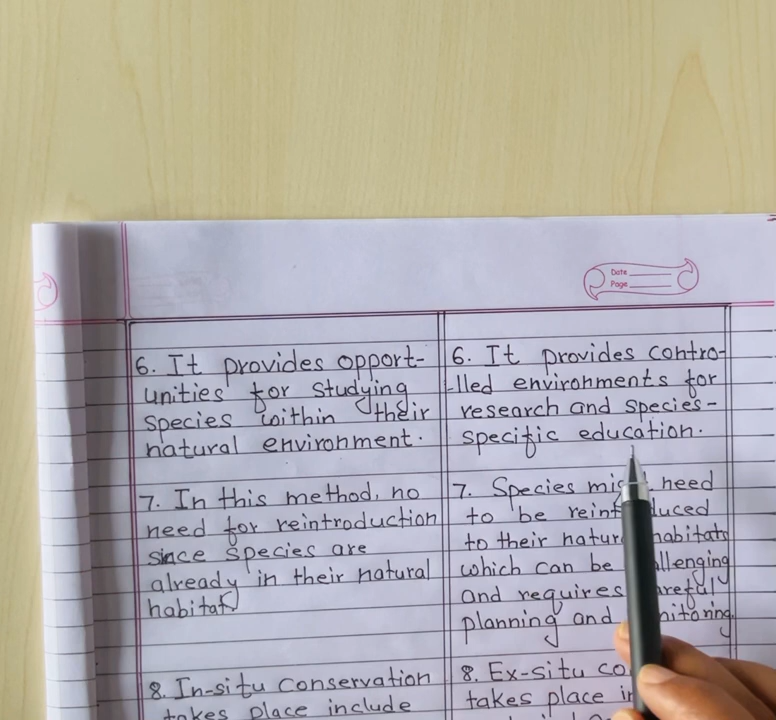 Date
Page
6. It provides opport-
unities for studying
species within their
natural environment.
7. In this method, no
need for reintroduction
since species are
already in their natural
habitat
8. In-situ Conservation
takes place include
6. It provides contro-
-lled environments for
research and species-
specific education.
7. Species need
to be
to their habitats
which can be
and requires
planning and
8. Ex-situ
takes place